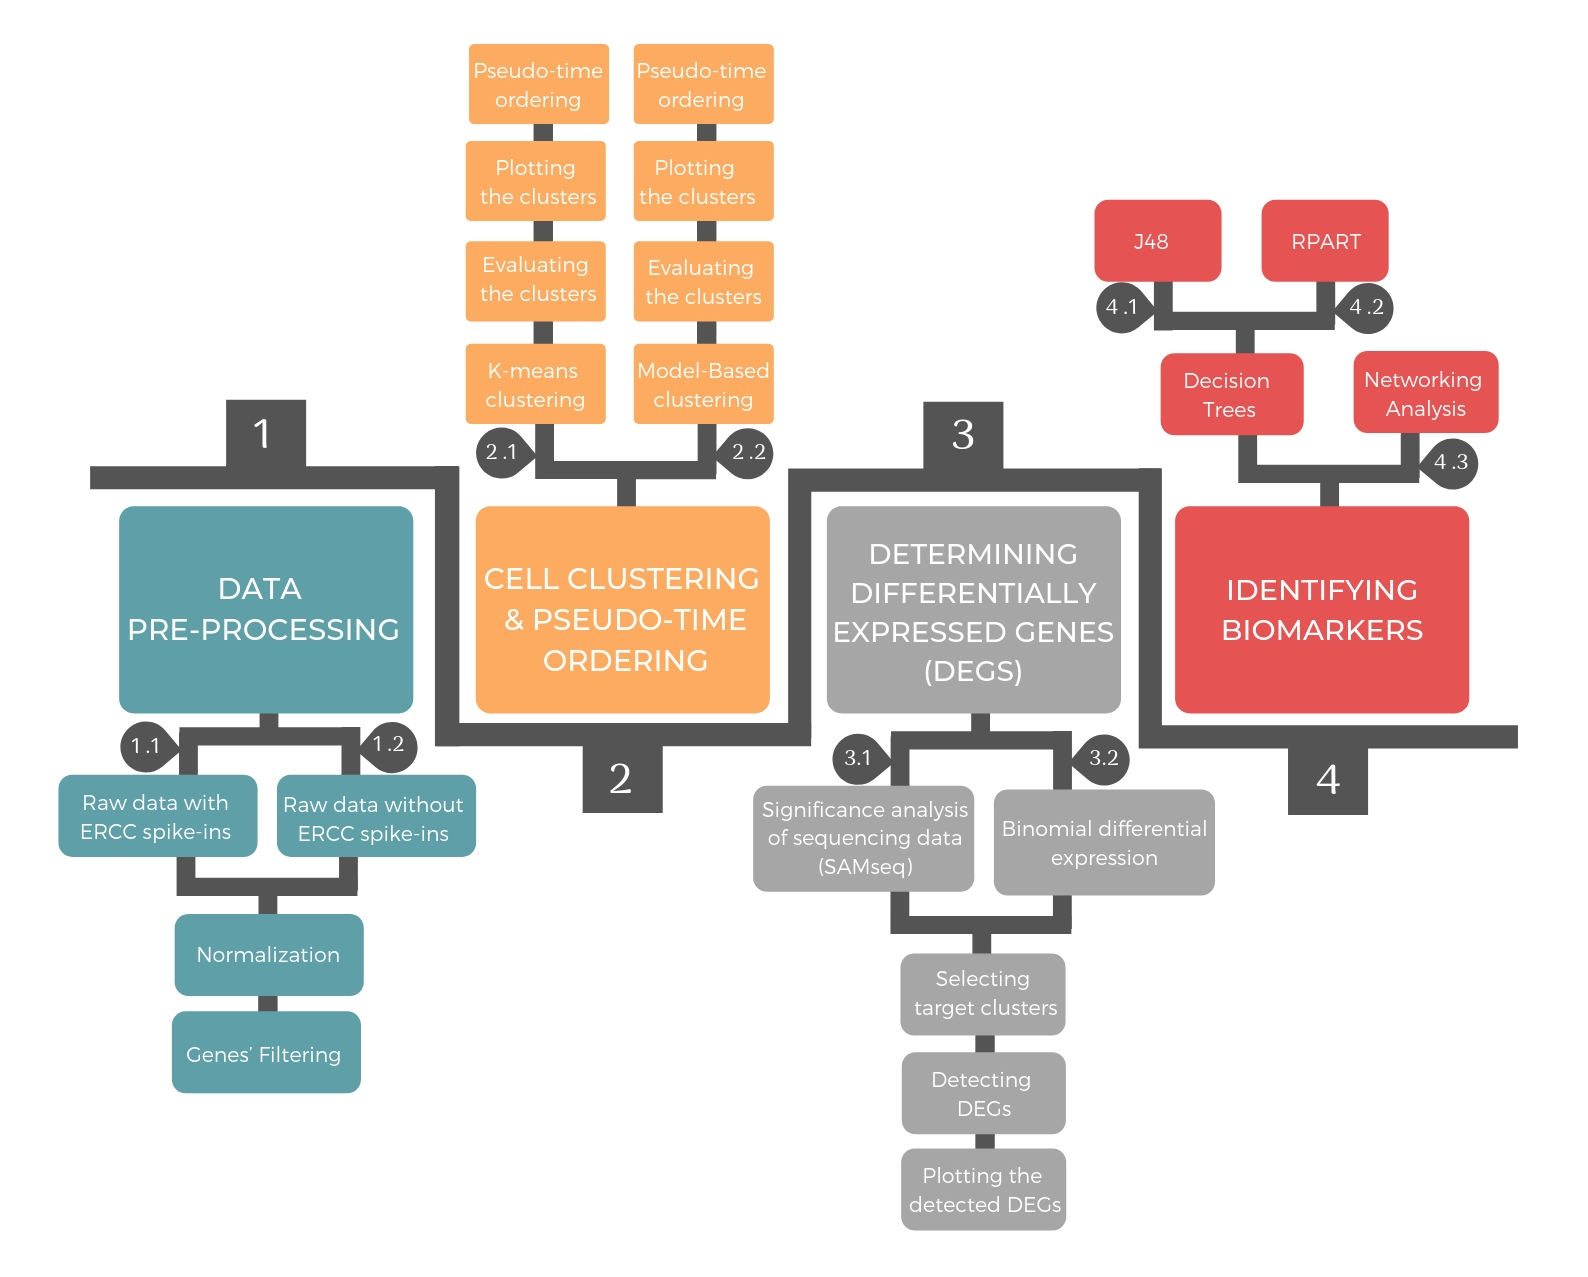 1
DATA
PRE-PROCESSING
1.1
1.2
Raw data with
ERCC spike-ins
Raw data without
ERCC spike-ins
Normalization
Genes' Filtering
Pseudo-time
ordering
Pseudo-time
ordering
Plotting
the clusters
Plotting
the clusters
Evaluating
the clusters
Evaluating
the clusters
K-means
clustering
Model-Based
clustering
2.1
2.2
CELL CLUSTERING
& PSEUDO-TIME
ORDERING
2
3
DETERMINING
DIFFERENTIALLY
EXPRESSED GENES
(DEGS)
3.1
3.2
Significance analysis
of sequencing data
(SAMseq)
Binomial differential
expression
Selecting
target clusters
Detecting
DEGs
Plotting the
detected DEGs
J48
RPART
4.1
4.2
Decision
Trees
Networking
Analysis
4.3
IDENTIFYING
BIOMARKERS
4